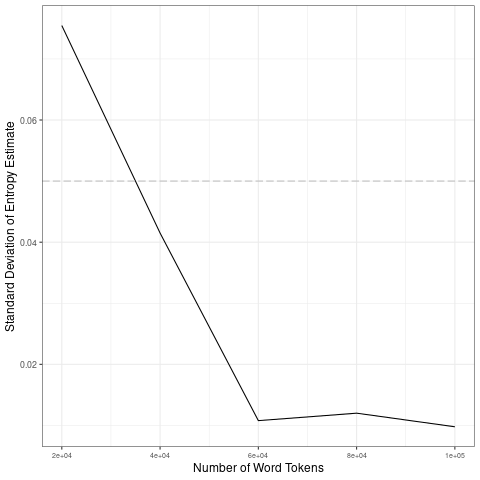 Standard Deviation of Entropy Estimate
0.06
0.04
0.02
2e+04 4e+04 6e+04 8e+04 1e+05
Number of Word Tokens